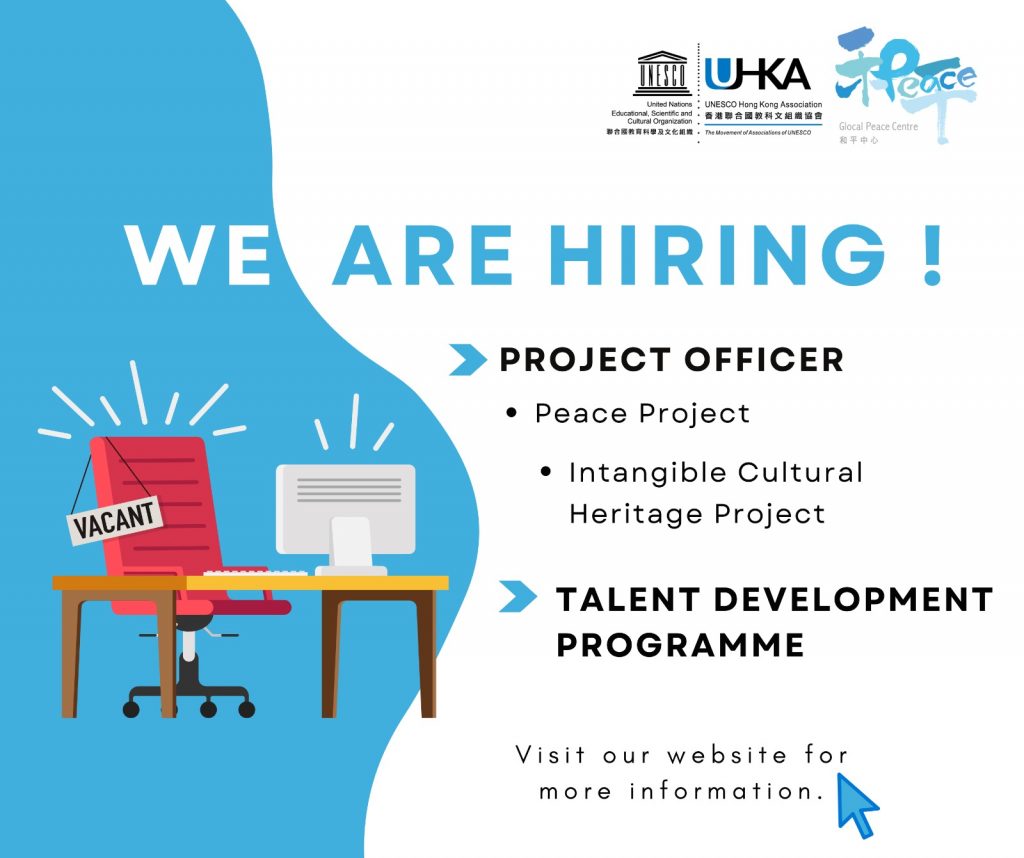 UNESCO
United Nations
Educational, Scientific and
Cultural Organization
聯合國教育科學及文化組織
UHKA
UNESCO Hong Kong Association
香港聯合國教科文組織協會
The Movement of Associations of UNESCO
Peace
Glocal Peace Centre
和平中心
WE ARE HIRING !
PROJECT OFFICER
• Peace Project
• Intangible Cultural
Heritage Project
VACANT
TALENT DEVELOPMENT
PROGRAMME
Visit our website for
more information.